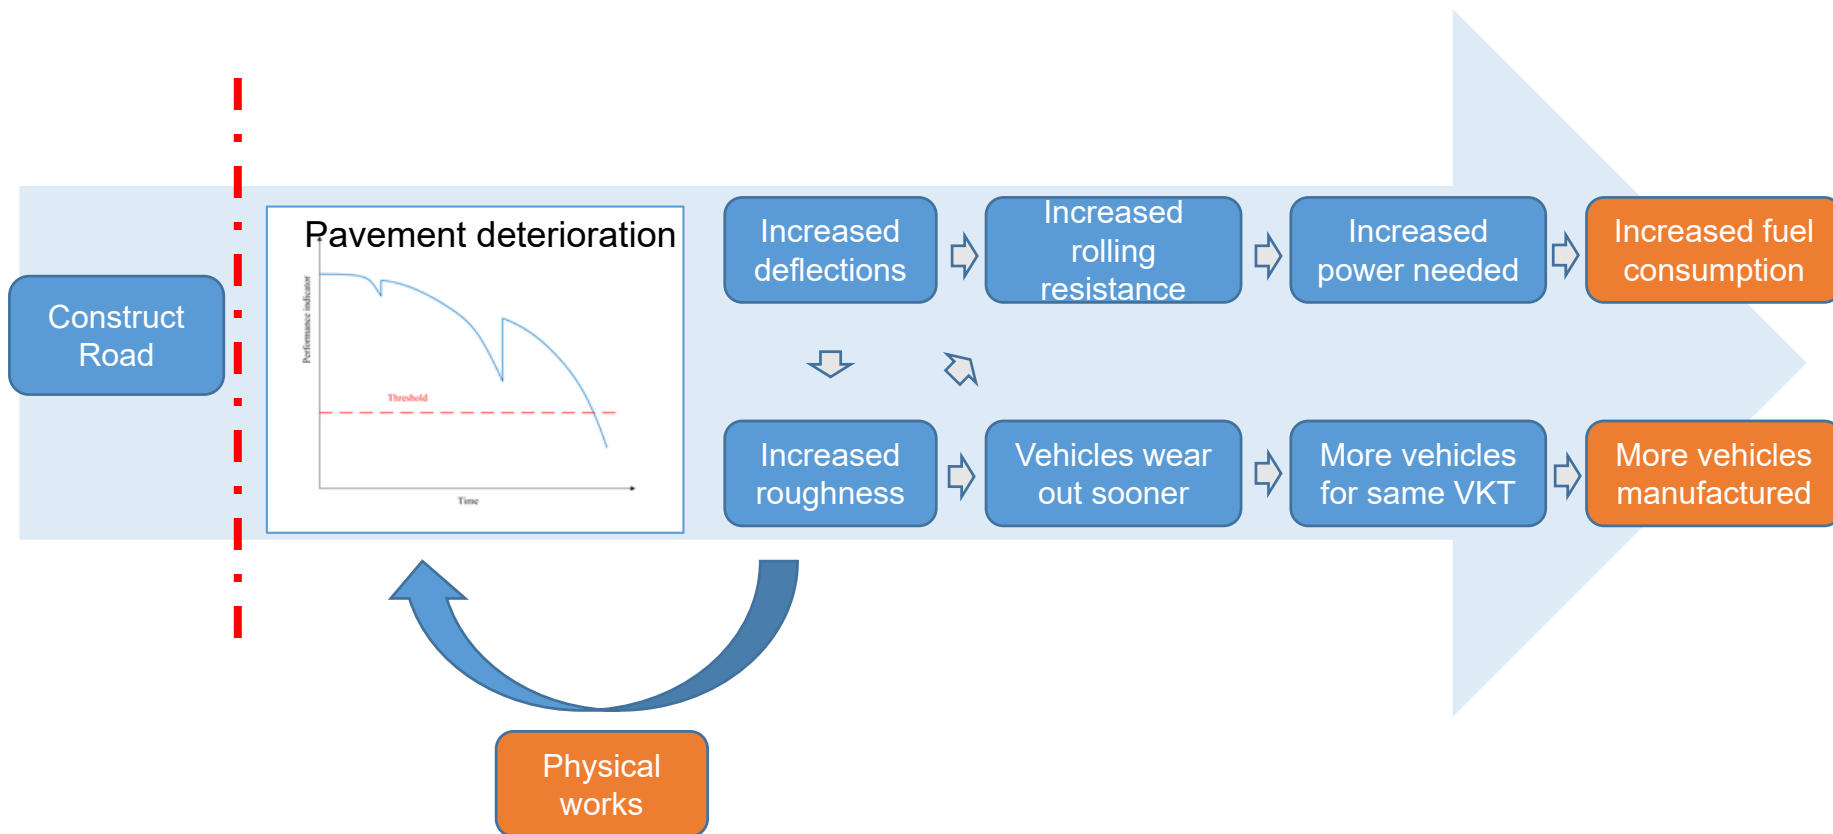 Construct
Road
Pavement deterioration
Performance indicator
Threshold
Time
Increased
deflections
Increased
rolling
resistance
Increased
power needed
Increased fuel
consumption
Increased
roughness
Vehicles wear
out sooner
More vehicles
for same VKT
More vehicles
manufactured
Physical
works